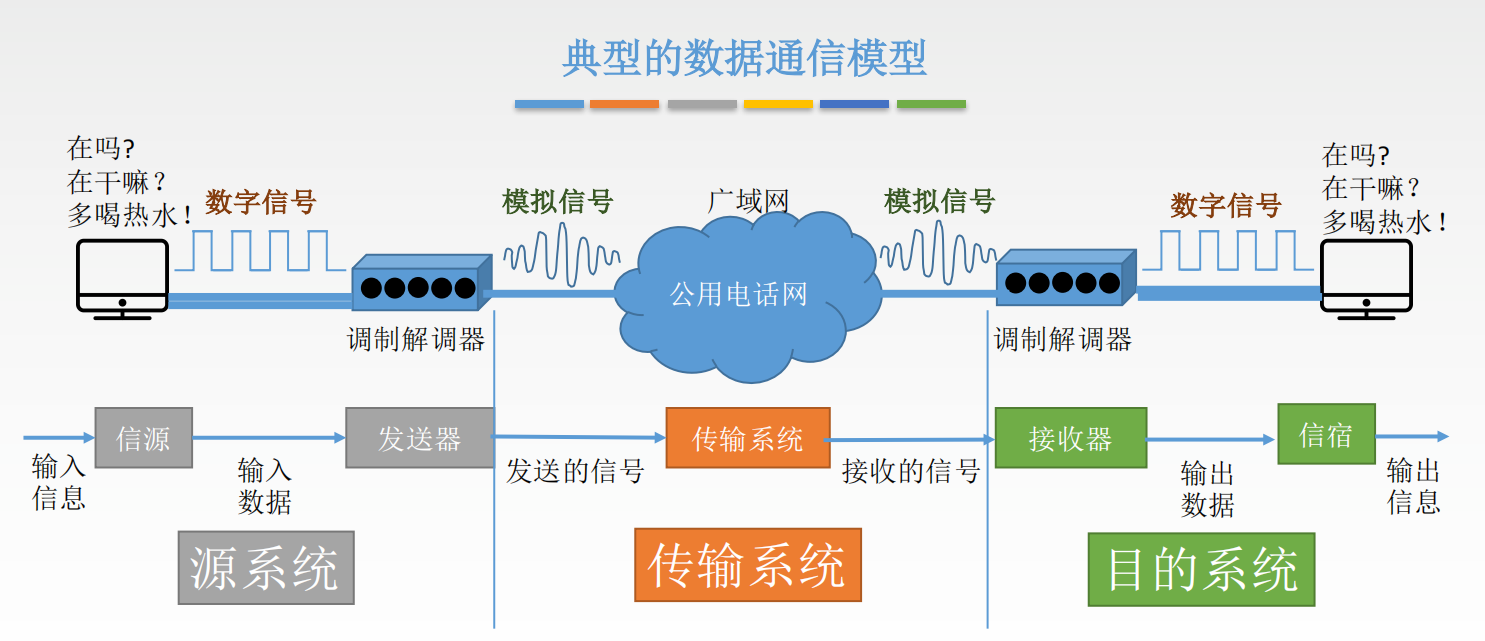 典型的数据通信模型
在吗?
在干嘛?
多喝热水!
数字信号
模拟信号
广域网
模拟信号
数字信号
在吗?
在干嘛?
多喝热水!
公用电话网
调制解调器
调制解调器
信源
发送器
传输系统
接收器
信宿
输入
信息
输入
数据
发送的信号
接收的信号
输出
数据
输出
信息
源系统
传输系统
目的系统